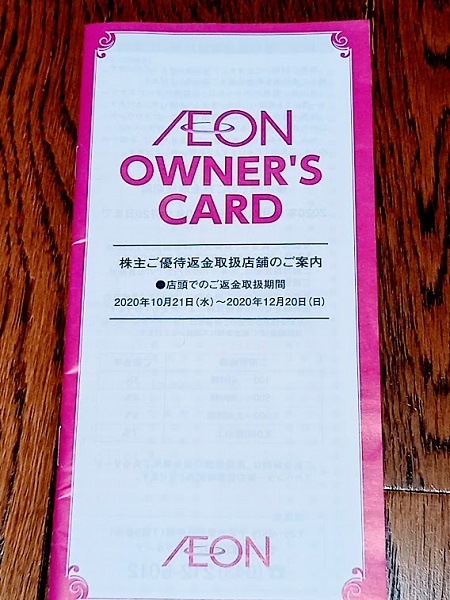 ÆON
OWNER'S
CARD
株主ご優待返金取扱店舗のご案内
●店頭でのご返金取扱期間
2020年10月21日(水)～2020年12月20日(日)
ÆON